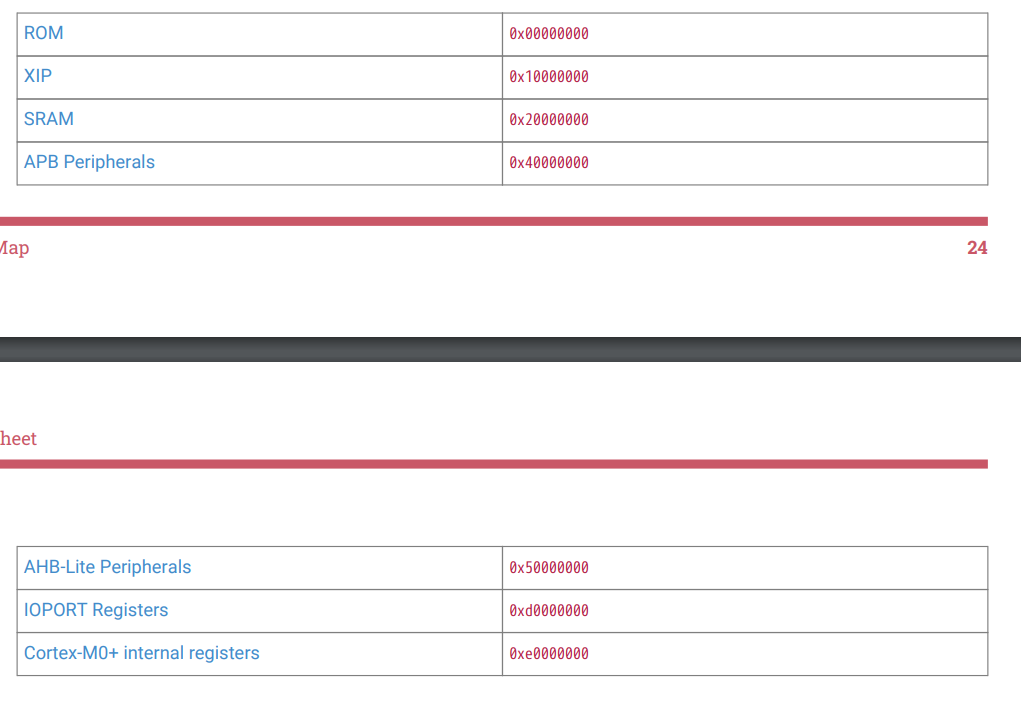 ROM 0x00000000
XIP 0x10000000
SRAM 0x20000000
APB Peripherals 0x40000000
Map 24
heet
AHB-Lite Peripherals 0x50000000
IOPORT Registers 0xd0000000
Cortex-M0+ internal registers 0xe0000000